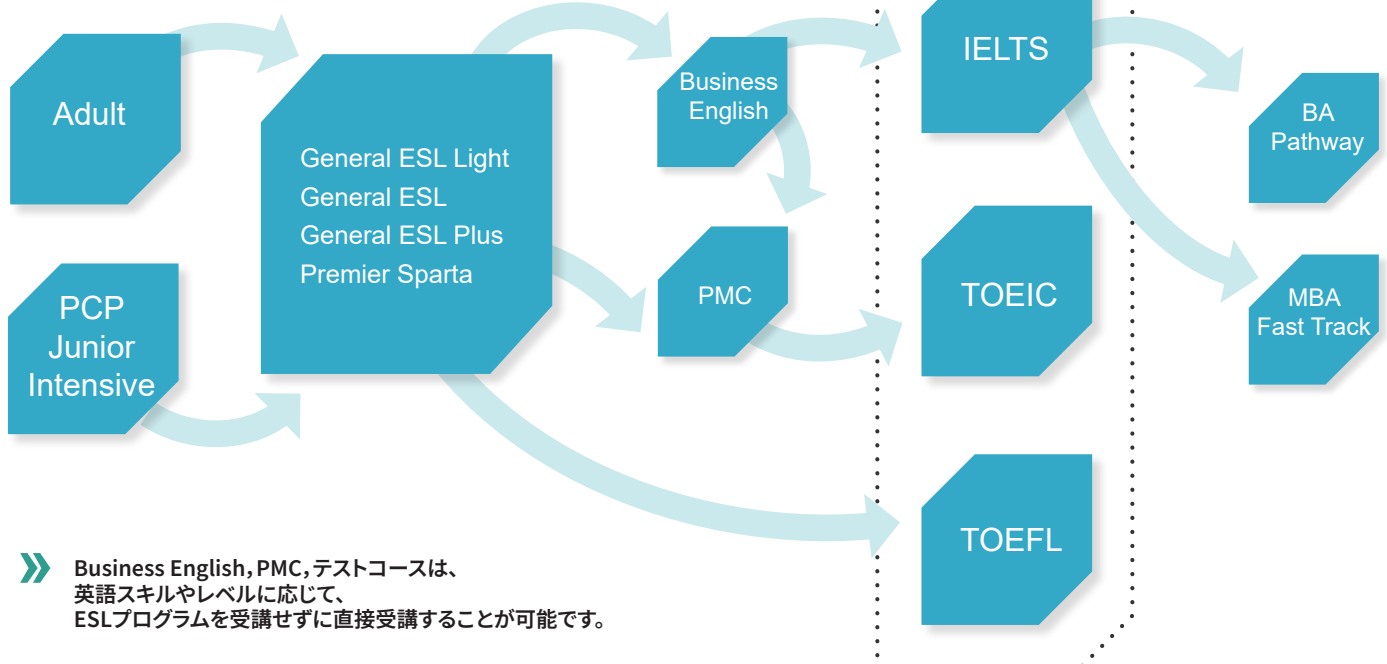 Adult
PCP
Junior
Intensive
General ESL Light
General ESL
General ESL Plus
Premier Sparta
Business
English
PMC
IELTS
TOEIC
TOEFL
BA
Pathway
MBA
Fast Track
Business English, PMC, テストコースは、
英語スキルやレベルに応じて、
ESLプログラムを受講せずに直接受講することが可能です。